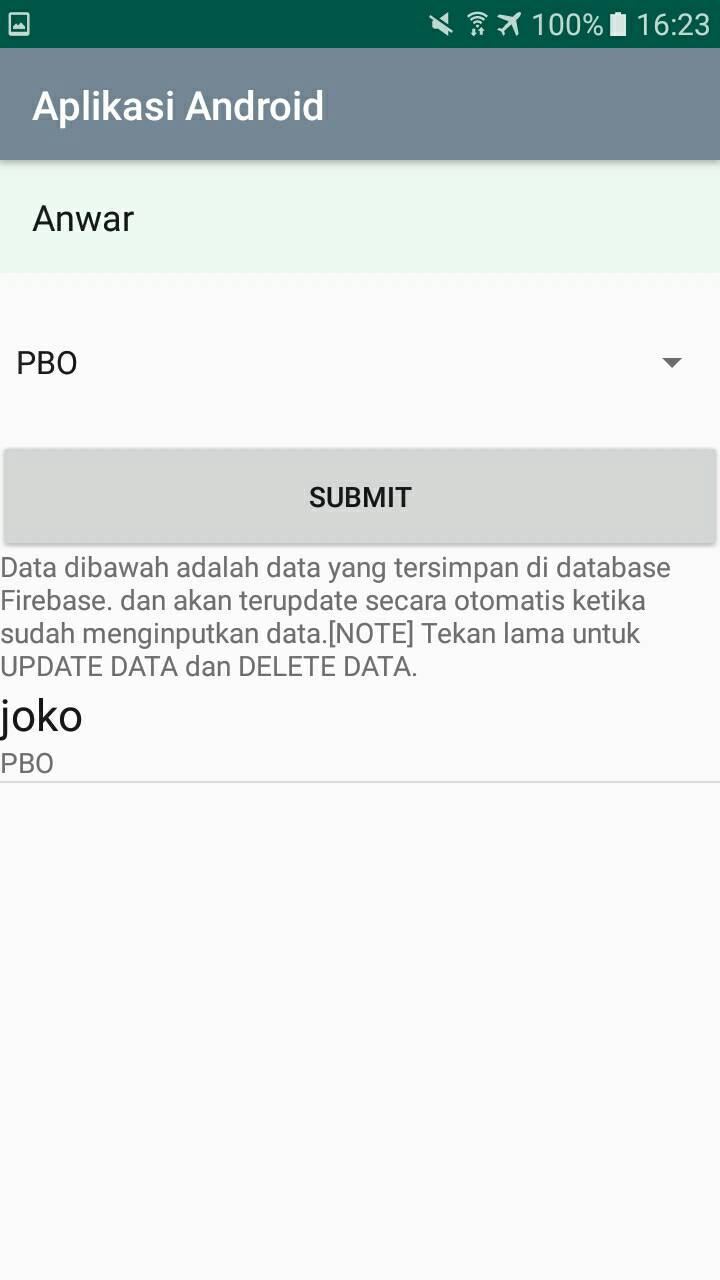 100% 16:23
Aplikasi Android
Anwar
PBO
SUBMIT
Data dibawah adalah data yang tersimpan di database
Firebase. dan akan terupdate secara otomatis ketika
sudah menginputkan data.[NOTE] Tekan lama untuk
UPDATE DATA dan DELETE DATA.
joko
PBO